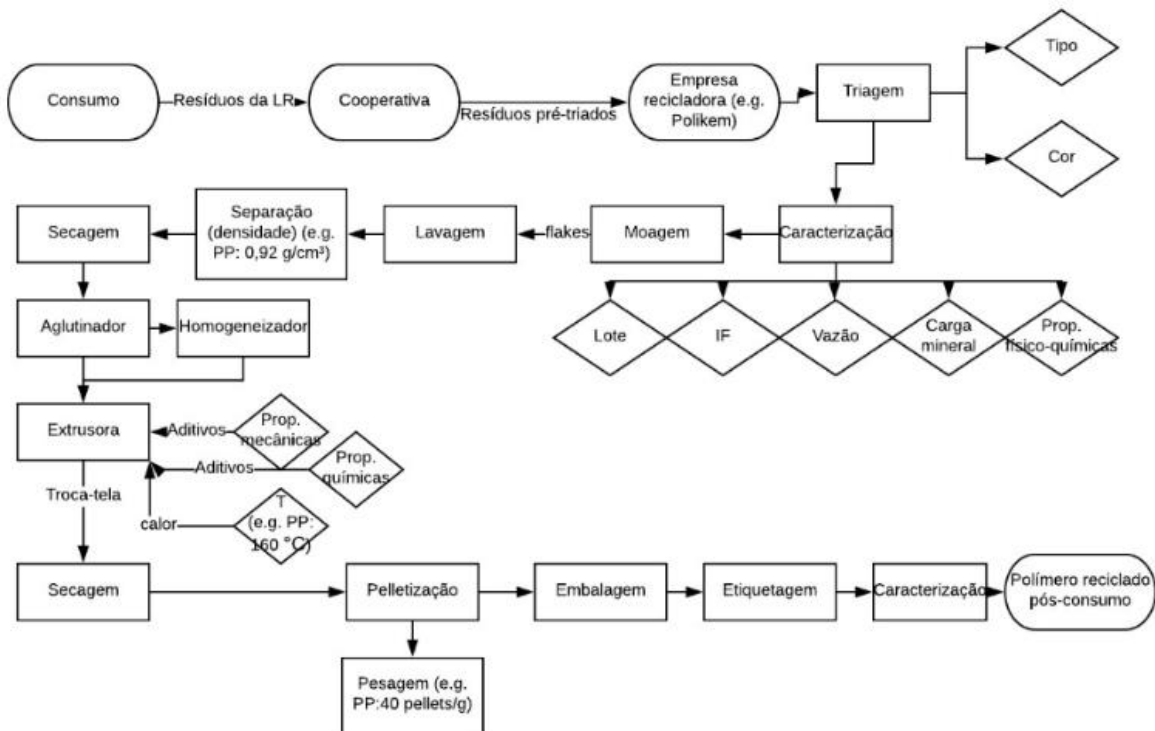 Tipo
Consumo
Resíduos da LR
Cooperativa
Resíduos pré-triados
Empresa
recicladora (e.g.
Polikem)
Triagem
Cor
Secagem
Separação
(densidade) (e.g.
PP: 0,92 g/cm³)
Lavagem
flakes
Moagem
Caracterização
Aglutinador
Homogeneizador
Lote
IF
Vazão
Carga
mineral
Prop.
físico-químicas
Extrusora
Aditivos
Prop.
mecânicas
Aditivos
Prop.
químicas
Troca-tela
calor
T
(e.g. PP:
160 °C)
Secagem
Pelletização
Embalagem
Etiquetagem
Caracterização
Polímero reciclado
pós-consumo
Pesagem (e.g.
PP:40 pellets/g)